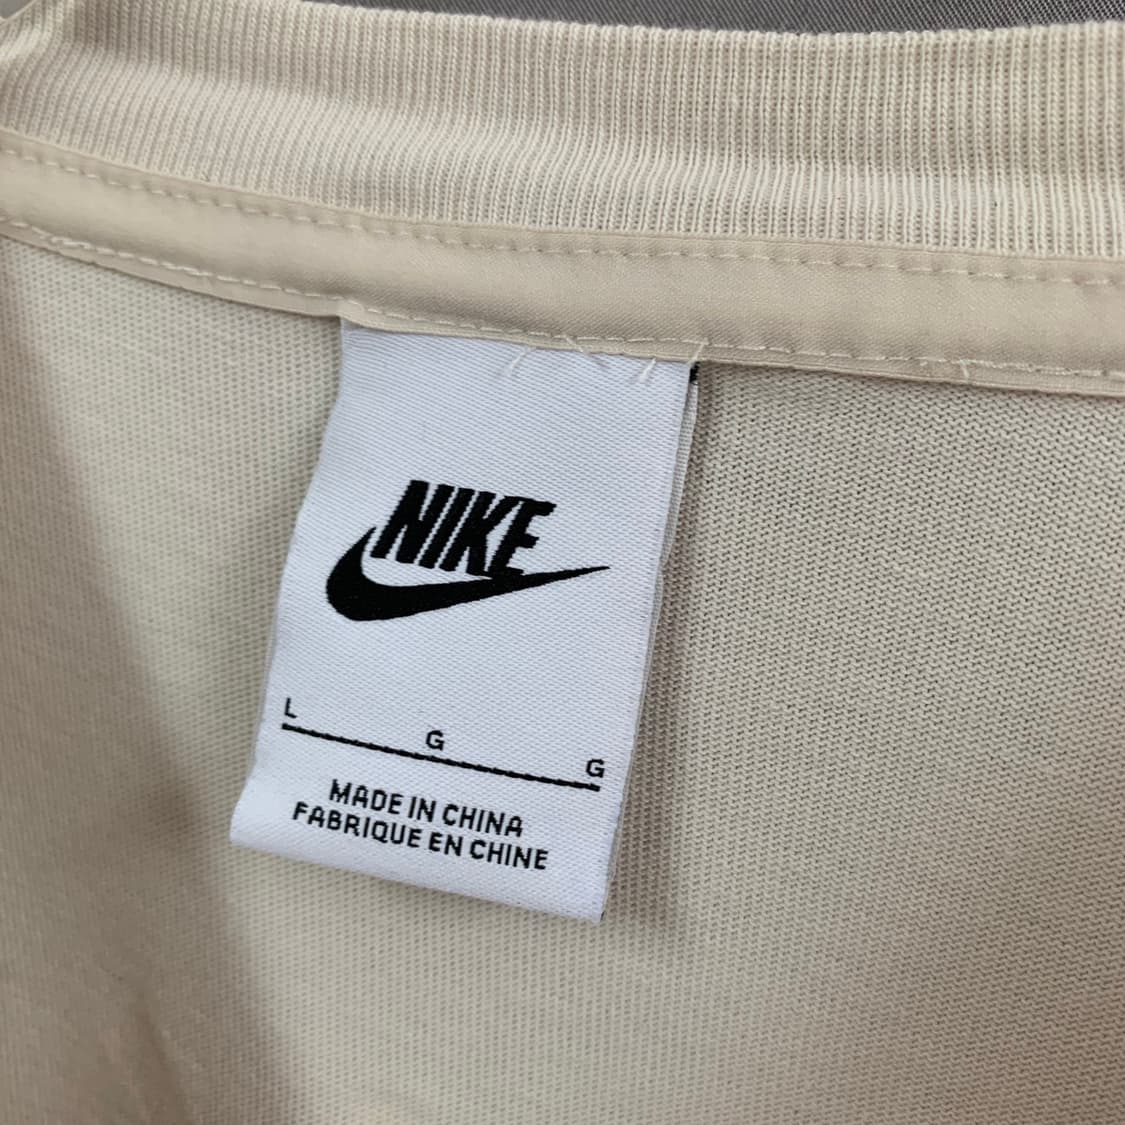 NIKE
L G G
MADE IN CHINA
FABRIQUE EN CHINE